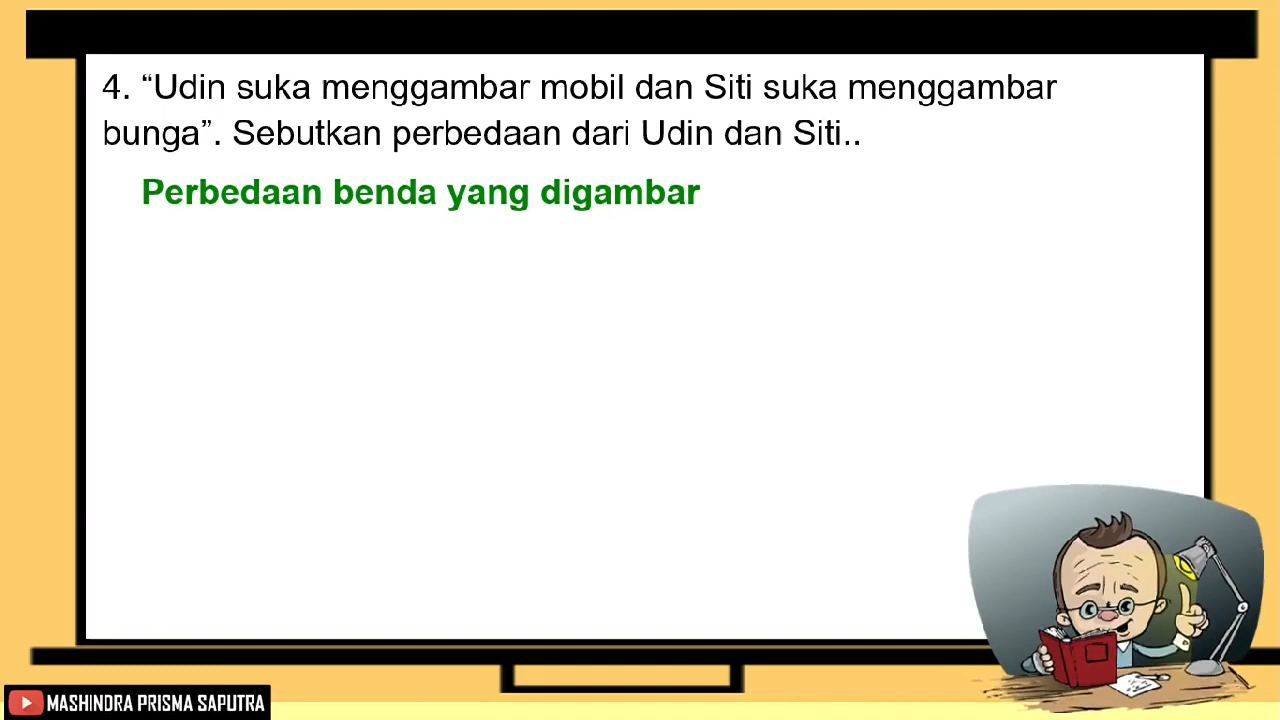 4. “Udin suka menggambar mobil dan Siti suka menggambar
bunga”. Sebutkan perbedaan dari Udin dan Siti..
Perbedaan benda yang digambar
MASHINDRA PRISMA SAPUTRA